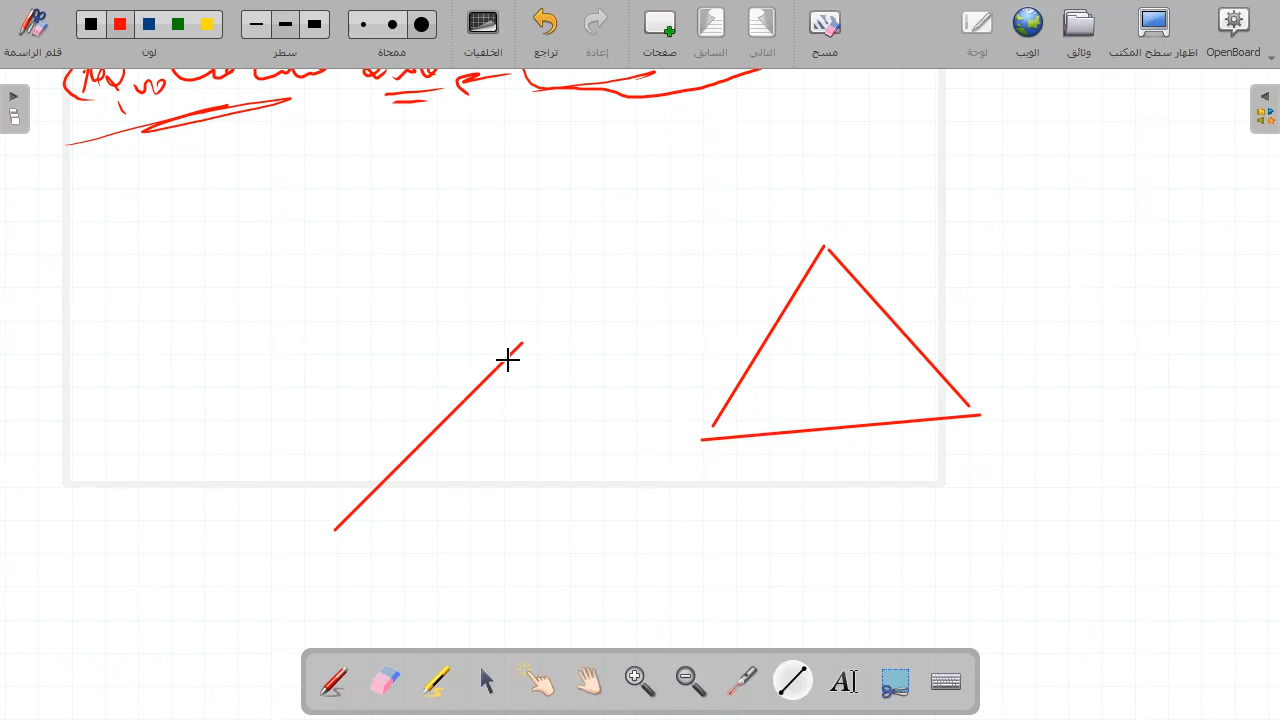 قلم الراسمة
لون
سطر
ممحاة
الخلفيات
تراجع
إعادة
صفحات
السابق
التالي
مسح
لوحة
الويب
وثائق
اظهار سطح المكتب
OpenBoard